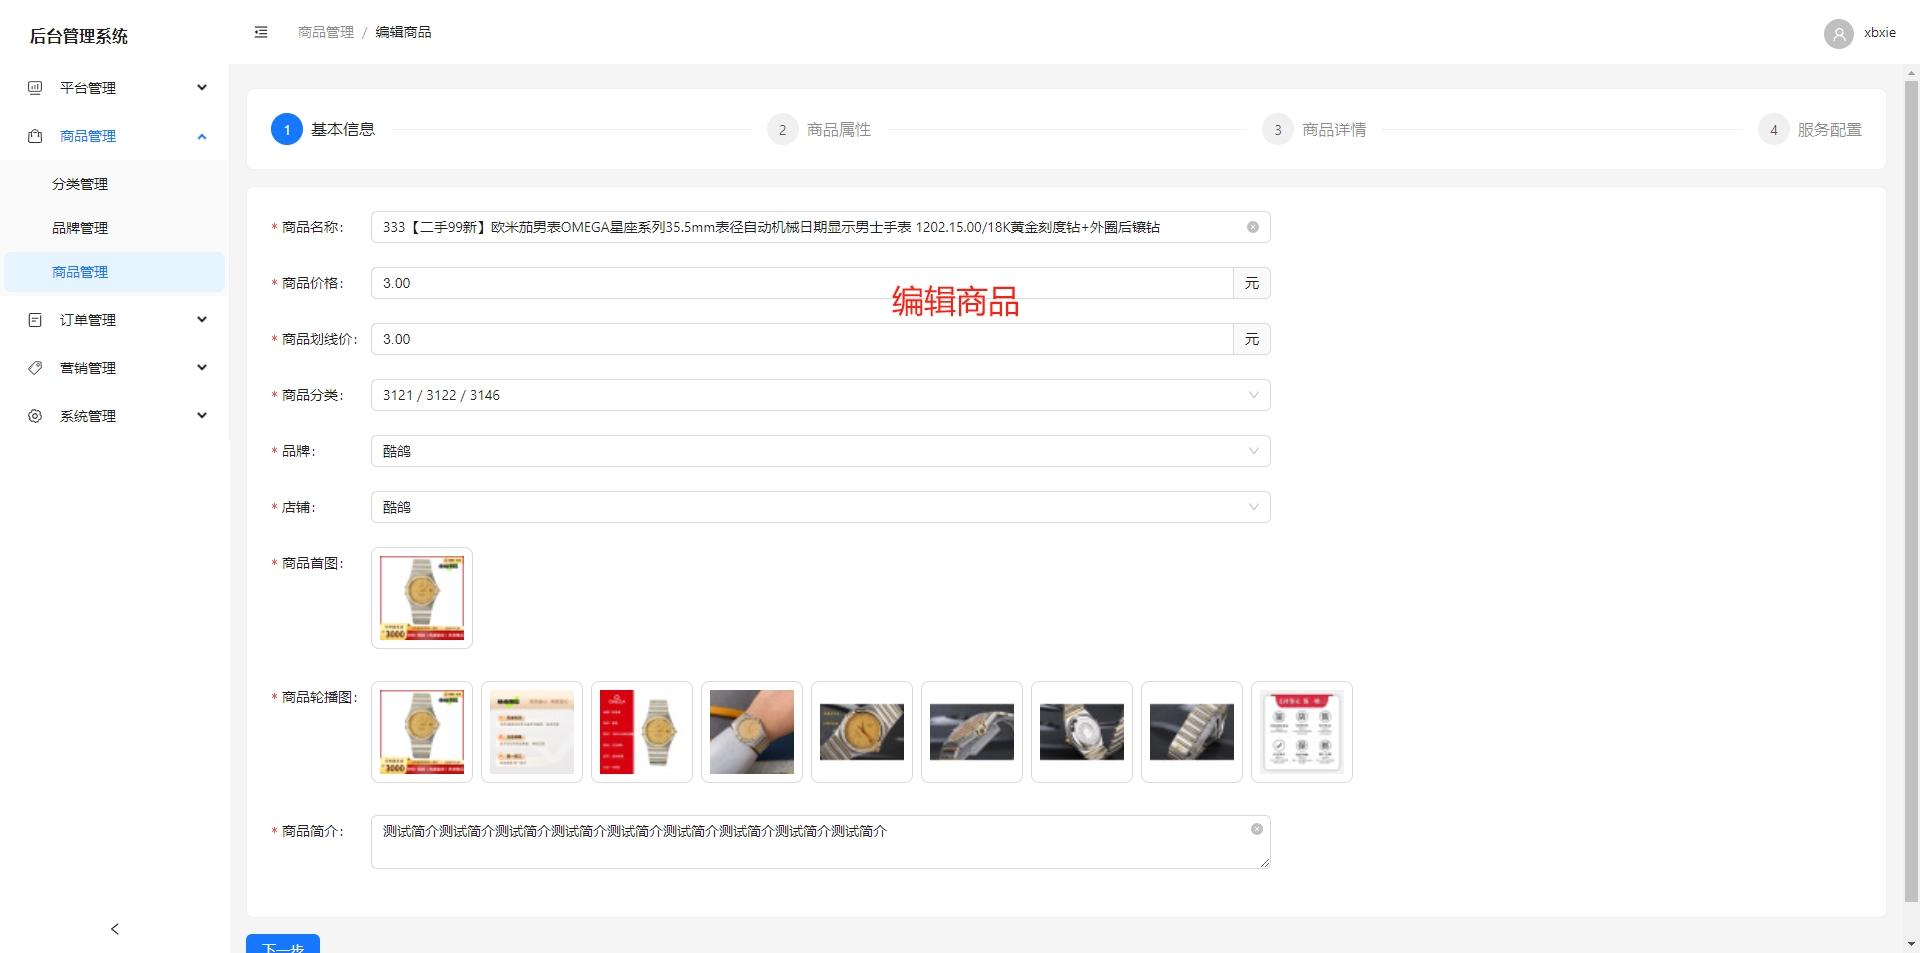 后台管理系统
商品管理 / 编辑商品
xbxie
平台管理
商品管理
分类管理
品牌管理
商品管理
订单管理
营销管理
系统管理
1 基本信息
2 商品属性
3 商品详情
4 服务配置
* 商品名称: 333【二手99新】欧米茄男表OMEGA星座系列35.5mm表径自动机械日期显示男士手表 1202.15.00/18K黄金刻度钻+外圈后镶钻
* 商品价格: 3.00 元
编辑商品
* 商品划线价: 3.00 元
* 商品分类: 3121 / 3122 / 3146
* 品牌: 酷鸽
* 店铺: 酷鸽
* 商品首图:
3000
* 商品轮播图:
3000
OMEGA
* 商品简介: 测试简介测试简介测试简介测试简介测试简介测试简介测试简介测试简介测试简介
下一步